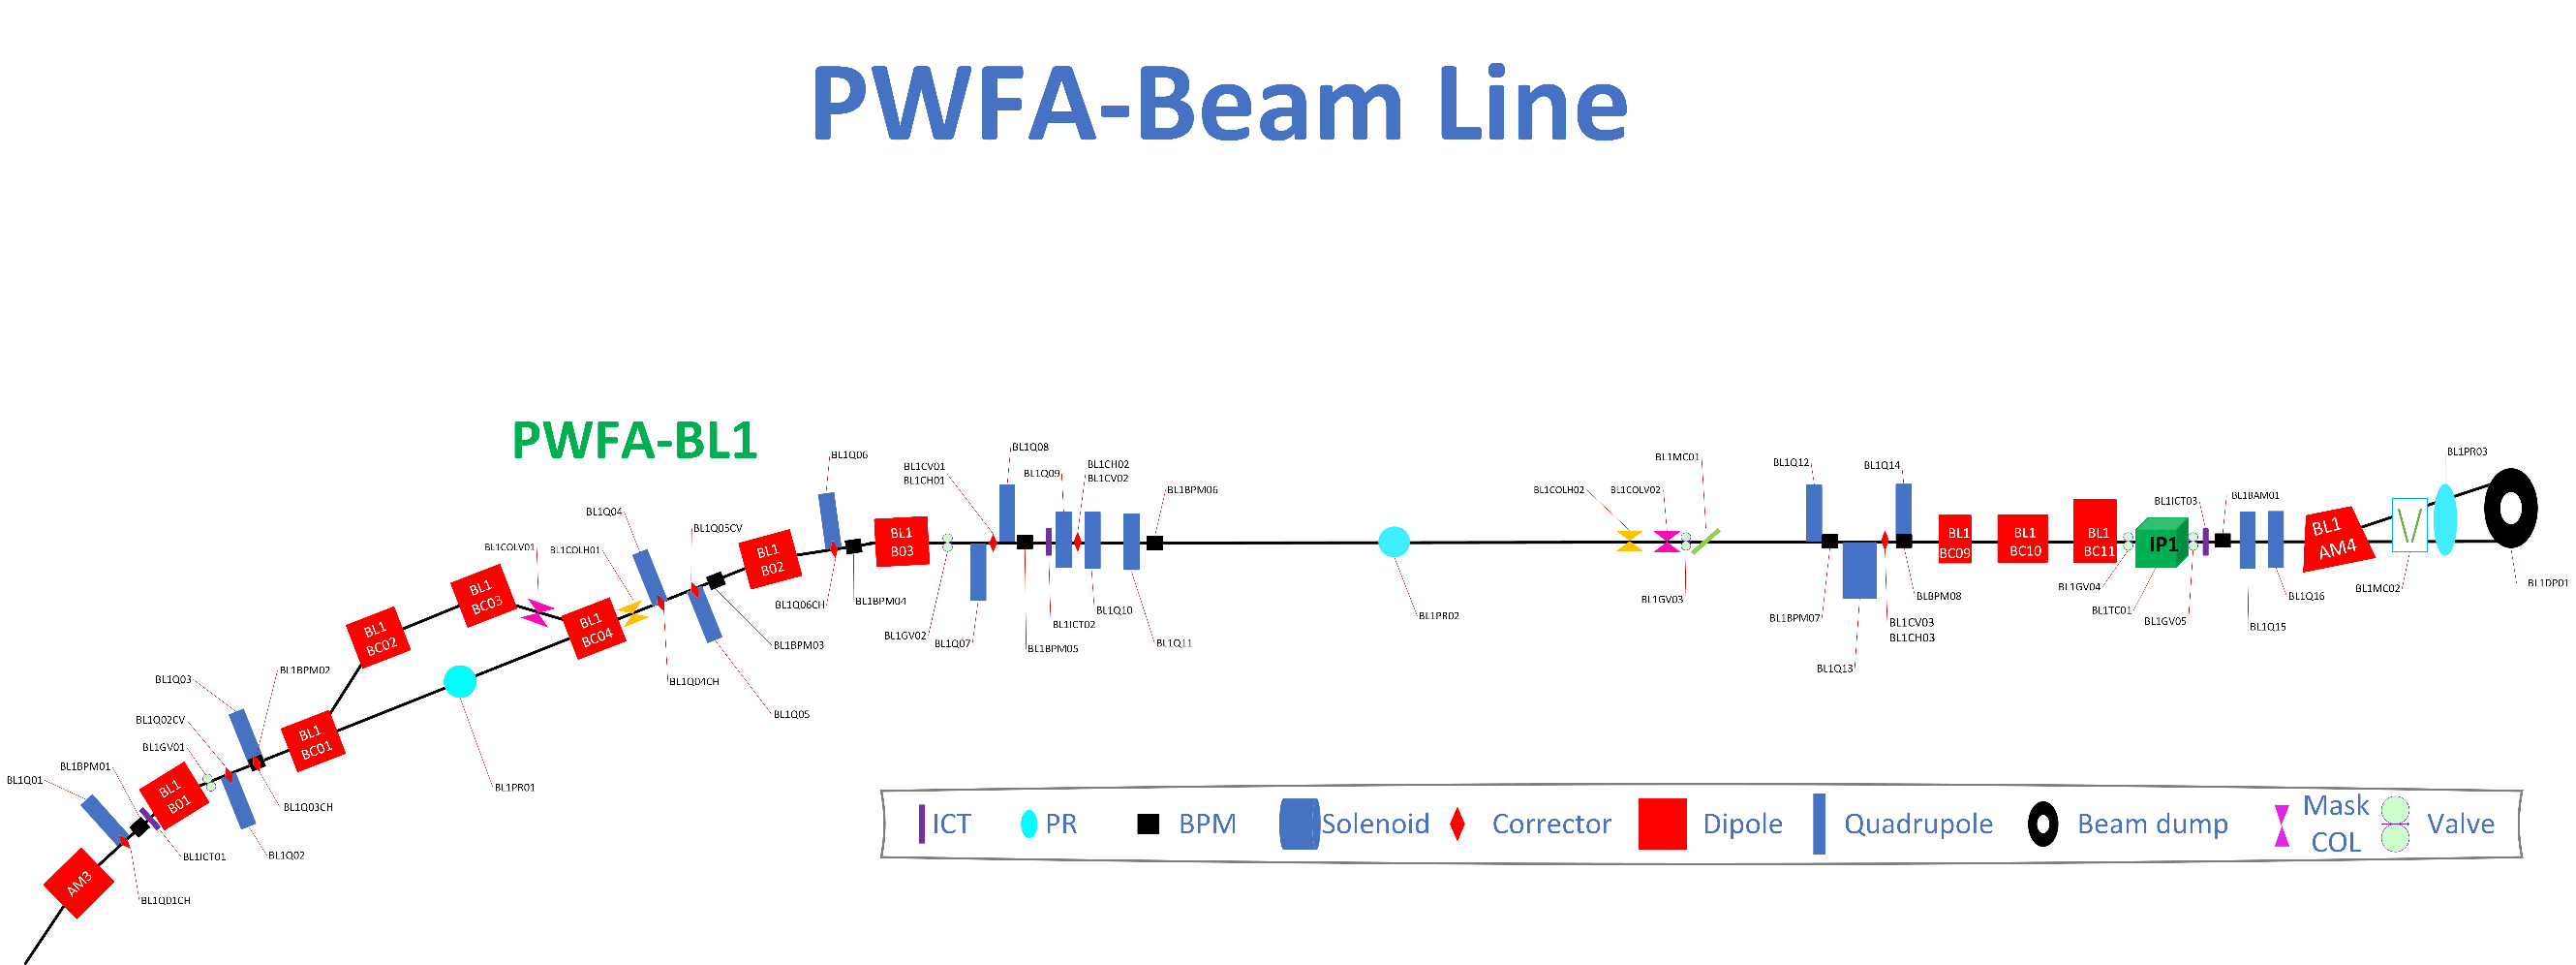 PWFA-Beam Line
PWFA-BL1
BL1Q01
BL1BPM01
BL1GV01
BL1Q02CV
BL1Q03
BL1BPM02
AM3
BL1
B01
BL1
BC01
BL1
BC02
BL1
BC03
BL1
BC04
BL1
B02
BL1
B03
BL1Q01CH
BL1ICT01
BL1Q02
BL1Q03CH
BL1PR01
BL1COLV01
BL1COLH01
BL1Q04
BL1Q05CV
BL1Q04CH
BL1Q05
BL1BPM03
BL1Q06
BL1Q06CH
BL1BPM04
BL1CV01
BL1CH01
BL1GV02
BL1Q07
BL1Q08
BL1BPM05
BL1Q09
BL1ICT02
BL1CH02
BL1CV02
BL1Q10
BL1Q11
BL1BPM06
BL1PR02
BL1COLH02
BL1COLV02
BL1MC01
BL1GV03
BL1Q12
BL1BPM07
BL1Q13
BL1Q14
BL1CV03
BL1CH03
BLBPM08
BL1
BC09
BL1
BC10
BL1
BC11
IP1
BL1GV04
BL1TC01
BL1GV05
BL1ICT03
BL1BAM01
BL1Q15
BL1Q16
BL1
AM4
BL1MC02
BL1PR03
BL1DP01
ICT
PR
BPM
Solenoid
Corrector
Dipole
Quadrupole
Beam dump
Mask
COL
Valve